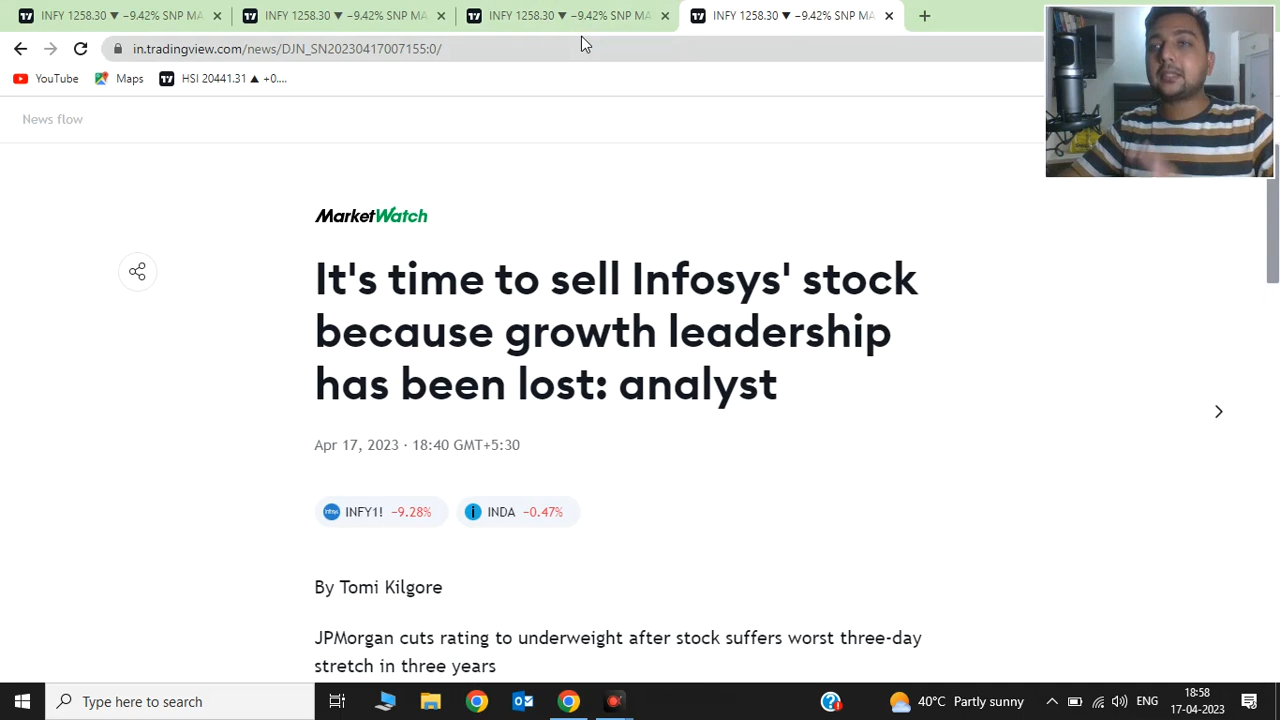 INFY 1258.30 ▼ −9.42% SNP MA
INFY 1258.30 ▼ −9.42% SNP MA
INFY 1258.30 ▼ −9.42% SNP MA
INFY 1258.30 ▼ −9.42% SNP MA
in.tradingview.com/news/DJN_SN20230417007155:0/
YouTube
Maps
HSI 20441.31 ▲ +0....
News flow
MarketWatch
It's time to sell Infosys' stock
because growth leadership
has been lost: analyst
Apr 17, 2023 · 18:40 GMT+5:30
INFY1! −9.28%
INDA −0.47%
By Tomi Kilgore
JPMorgan cuts rating to underweight after stock suffers worst three-day
stretch in three years
Type here to search
40°C Partly sunny
ENG
18:58
17-04-2023